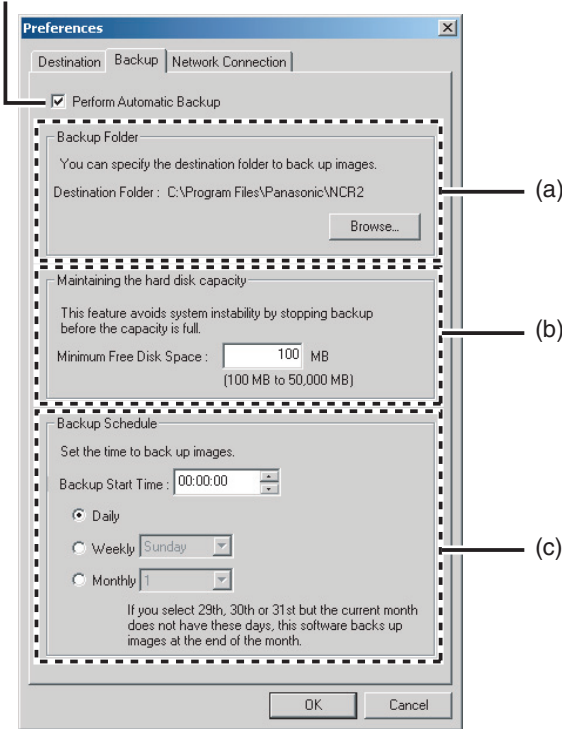 Preferences
Destination Backup Network Connection
Perform Automatic Backup
Backup Folder
You can specify the destination folder to back up images.
Destination Folder : C:\Program Files\Panasonic\NCR2
Browse...
(a)
Maintaining the hard disk capacity
This feature avoids system instability by stopping backup
before the capacity is full.
Minimum Free Disk Space : 100 MB
(100 MB to 50,000 MB)
(b)
Backup Schedule
Set the time to back up images.
Backup Start Time : 00:00:00
Daily
Weekly Sunday
Monthly 1
If you select 29th, 30th or 31st but the current month
does not have these days, this software backs up
images at the end of the month.
(c)
OK Cancel